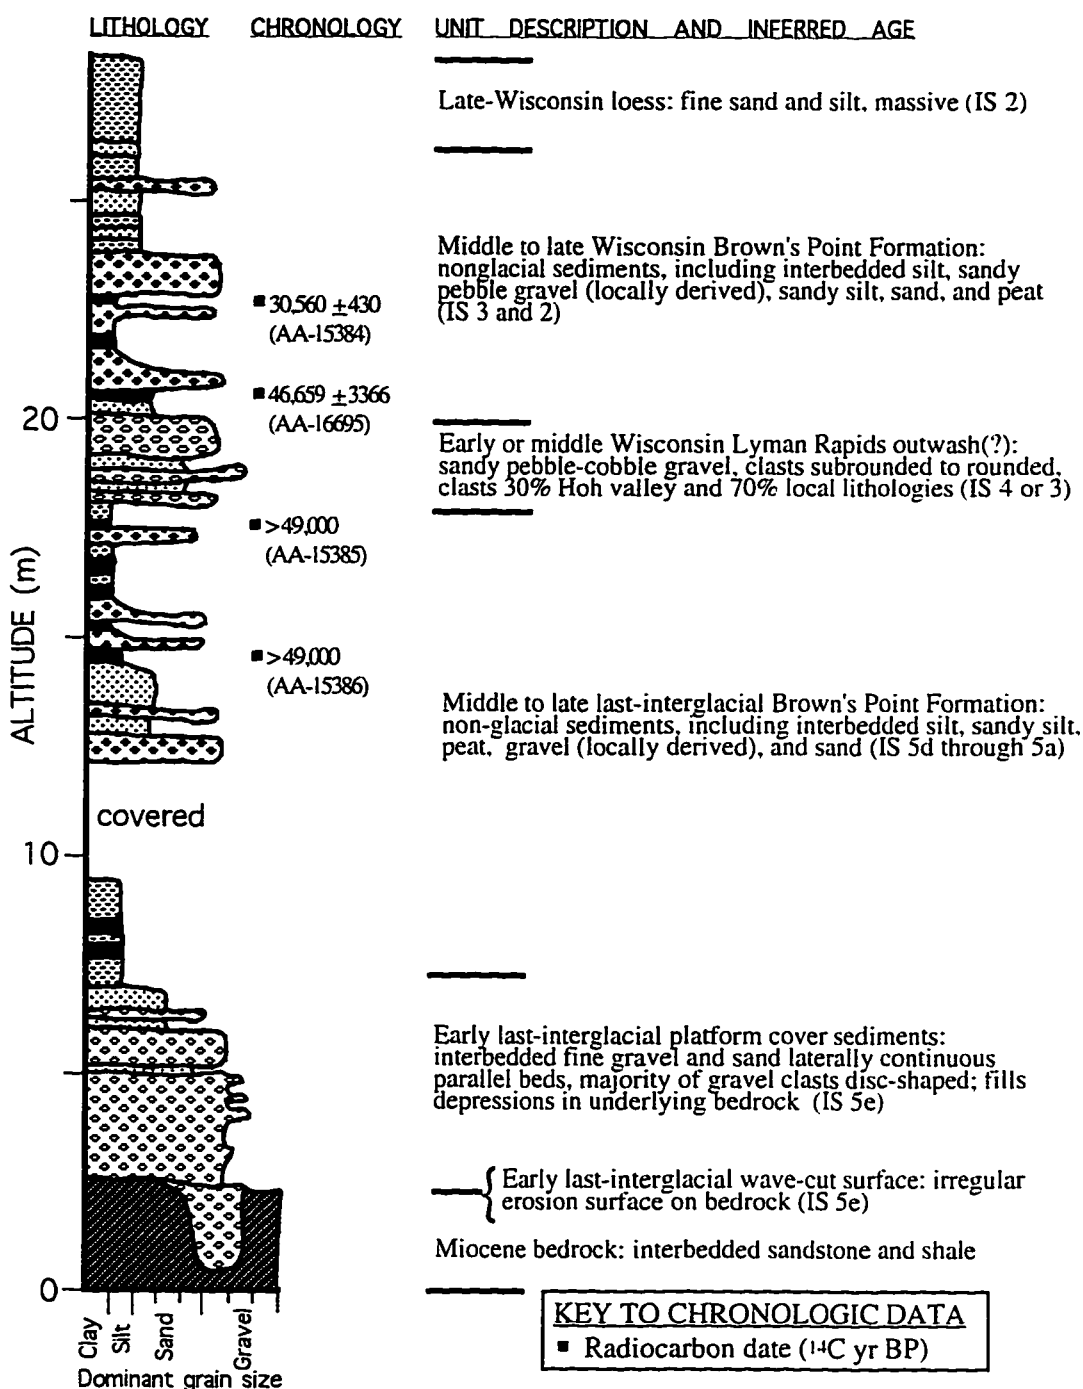 LITHOLOGY CHRONOLOGY UNIT DESCRIPTION AND INFERRED AGE
Late-Wisconsin loess: fine sand and silt, massive (IS 2)
Middle to late Wisconsin Brown's Point Formation:
nonglacial sediments, including interbedded silt, sandy
pebble gravel (locally derived), sandy silt, sand, and peat
(IS 3 and 2)
30,560 ±430
(AA-15384)
46,659 ±3366
(AA-16695)
20
Early or middle Wisconsin Lyman Rapids outwash(?):
sandy pebble-cobble gravel, clasts subrounded to rounded,
clasts 30% Hoh valley and 70% local lithologies (IS 4 or 3)
>49,000
(AA-15385)
ALTITUDE (m)
>49,000
(AA-15386)
Middle to late last-interglacial Brown's Point Formation:
non-glacial sediments, including interbedded silt, sandy silt,
peat, gravel (locally derived), and sand (IS 5d through 5a)
covered
10
Early last-interglacial platform cover sediments:
interbedded fine gravel and sand laterally continuous
parallel beds, majority of gravel clasts disc-shaped; fills
depressions in underlying bedrock (IS 5e)
Early last-interglacial wave-cut surface: irregular
erosion surface on bedrock (IS 5e)
Miocene bedrock: interbedded sandstone and shale
0
Clay
Silt
Sand
Gravel
Dominant grain size
KEY TO CHRONOLOGIC DATA
■ Radiocarbon date (¹⁴C yr BP)